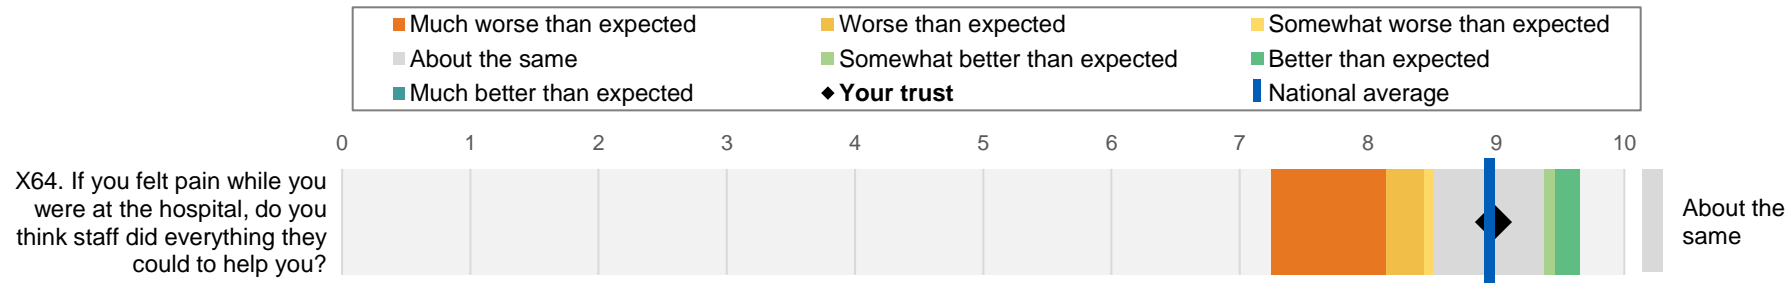 Much worse than expected
Worse than expected
Somewhat worse than expected
About the same
Somewhat better than expected
Better than expected
Much better than expected
Your trust
National average
0 1 2 3 4 5 6 7 8 9 10
X64. If you felt pain while you
were at the hospital, do you
think staff did everything they
could to help you?
About the
same